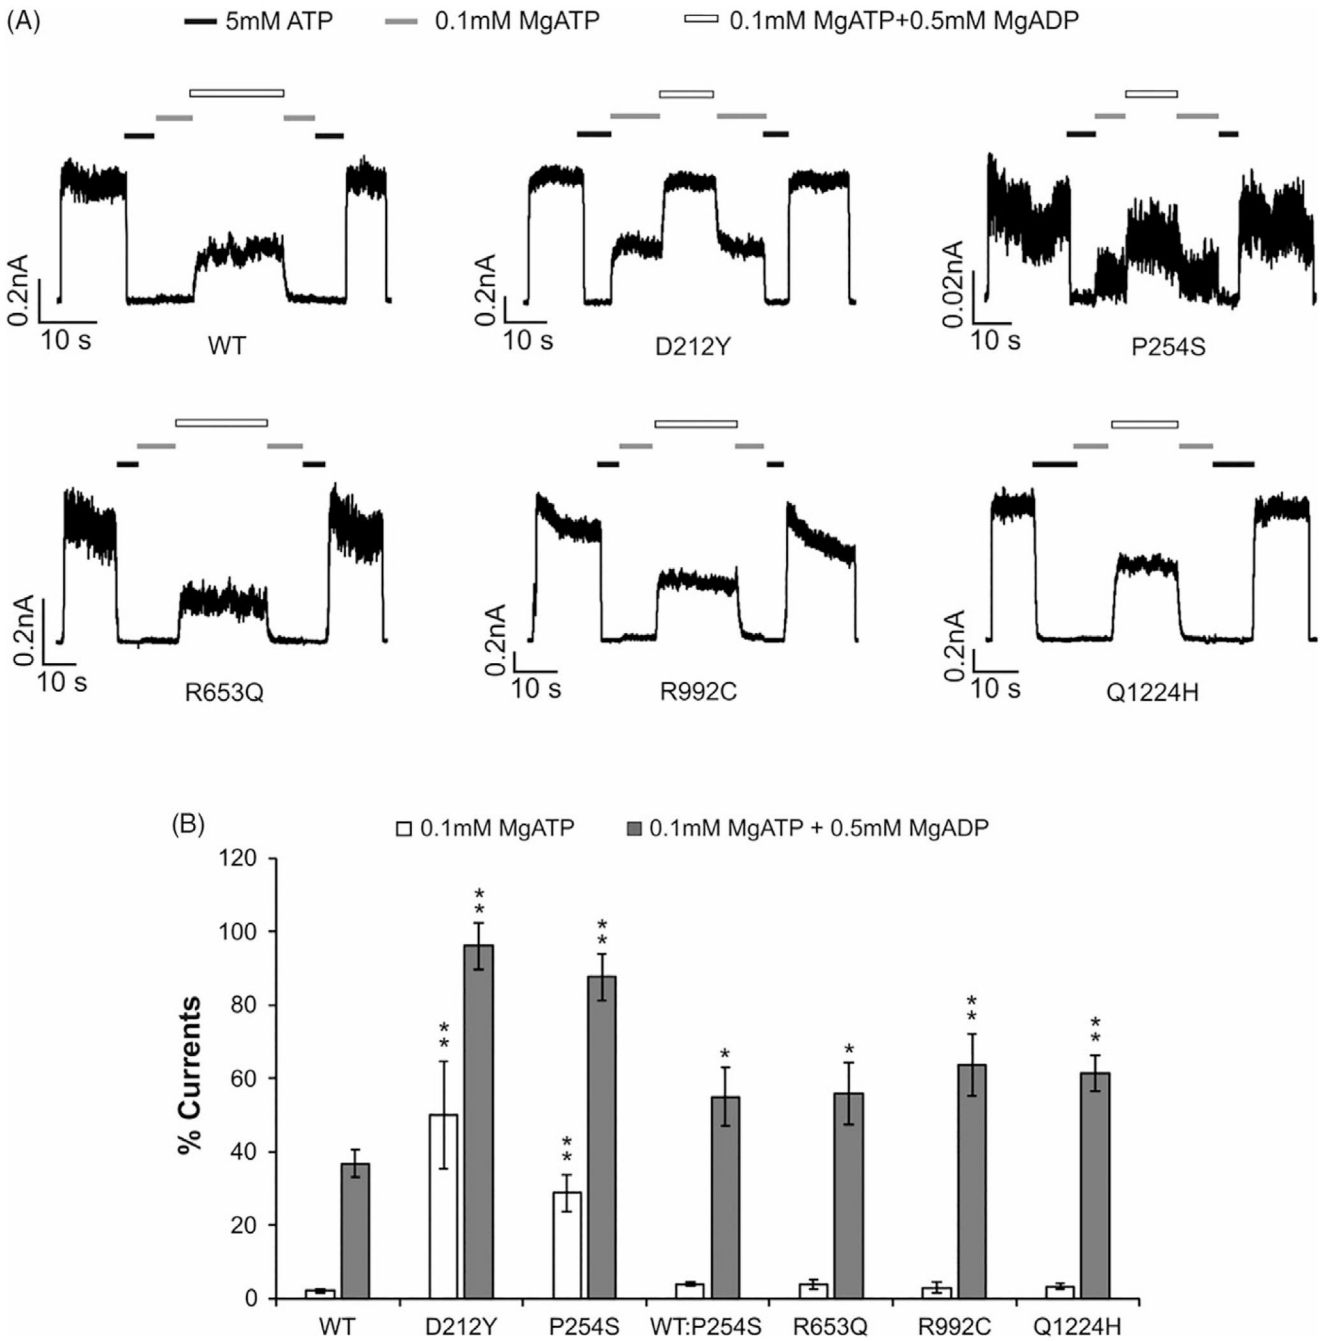 (A) 5mM ATP 0.1mM MgATP 0.1mM MgATP+0.5mM MgADP
0.2nA 10 s WT
0.2nA 10 s D212Y
0.02nA 10 s P254S
0.2nA 10 s R653Q
0.2nA 10 s R992C
0.2nA 10 s Q1224H
(B) 0.1mM MgATP 0.1mM MgATP + 0.5mM MgADP
% Currents
120
100
80
60
40
20
0
** ** ** ** * * ** **
WT D212Y P254S WT:P254S R653Q R992C Q1224H